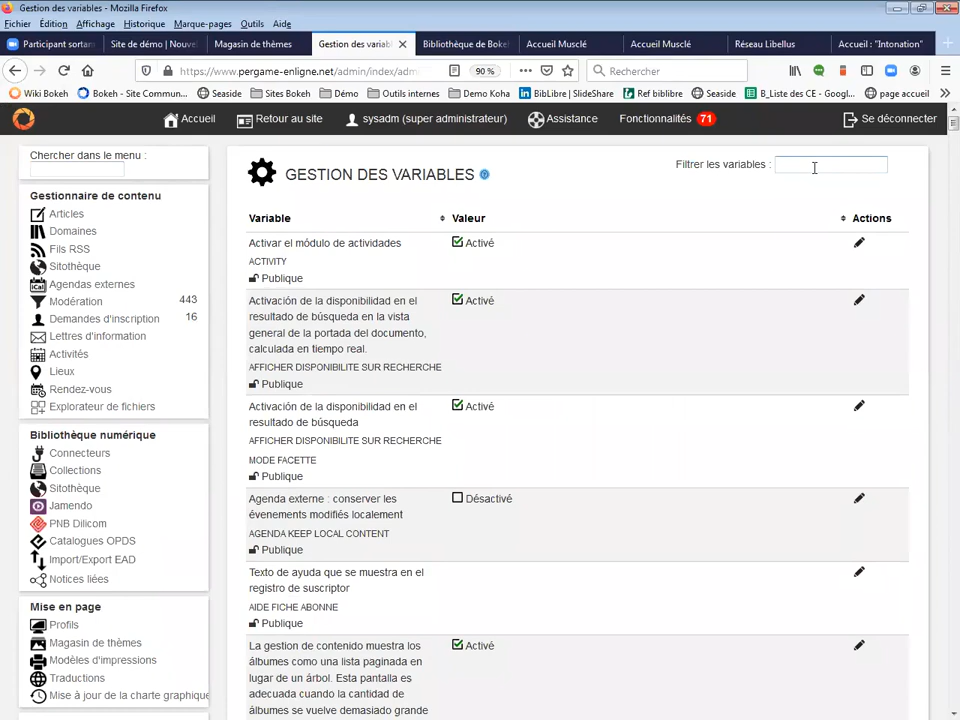 Gestion des variables - Mozilla Firefox
Fichier Édition Affichage Historique Marque-pages Outils Aide
Participant sortan Site de démo | Nouve Magasin de thèmes Gestion des variab Bibliothèque de Boke Accueil Musclé Accueil Musclé Réseau Libellus Accueil : "Intonation"
https://www.pergame-enligne.net/admin/index/adm 90 % Rechercher
Wiki Bokeh Bokeh - Site Commun... Seaside Sites Bokeh Démo Outils internes Demo Koha BibLibre | SlideShare Ref biblibre Seaside B_Liste des CE - Googl... page accueil
Accueil Retour au site sysadm (super administrateur) Assistance Fonctionnalités 71 Se déconnecter
Chercher dans le menu :
Gestionnaire de contenu
Articles
Domaines
Fils RSS
Sitothèque
Agendas externes
Modération 443
Demandes d'inscription 16
Lettres d'information
Activités
Lieux
Rendez-vous
Explorateur de fichiers
Bibliothèque numérique
Connecteurs
Collections
Sitothèque
Jamendo
PNB Dilicom
Catalogues OPDS
Import/Export EAD
Notices liées
Mise en page
Profils
Magasin de thèmes
Modèles d'impressions
Traductions
Mise à jour de la charte graphique
GESTION DES VARIABLES
Filtrer les variables :
Variable Valeur Actions
Activar el módulo de actividades Activé
ACTIVITY
Publique
Activación de la disponibilidad en el Activé
resultado de búsqueda en la vista
general de la portada del documento,
calculada en tiempo real.
AFFICHER DISPONIBILITE SUR RECHERCHE
Publique
Activación de la disponibilidad en el Activé
resultado de búsqueda
AFFICHER DISPONIBILITE SUR RECHERCHE
MODE FACETTE
Publique
Agenda externe : conserver les Désactivé
évenements modifiés localement
AGENDA KEEP LOCAL CONTENT
Publique
Texto de ayuda que se muestra en el
registro de suscriptor
AIDE FICHE ABONNE
Publique
La gestion de contenido muestra los Activé
álbumes como una lista paginada en
lugar de un árbol. Esta pantalla es
adecuada cuando la cantidad de
álbumes se vuelve demasiado grande